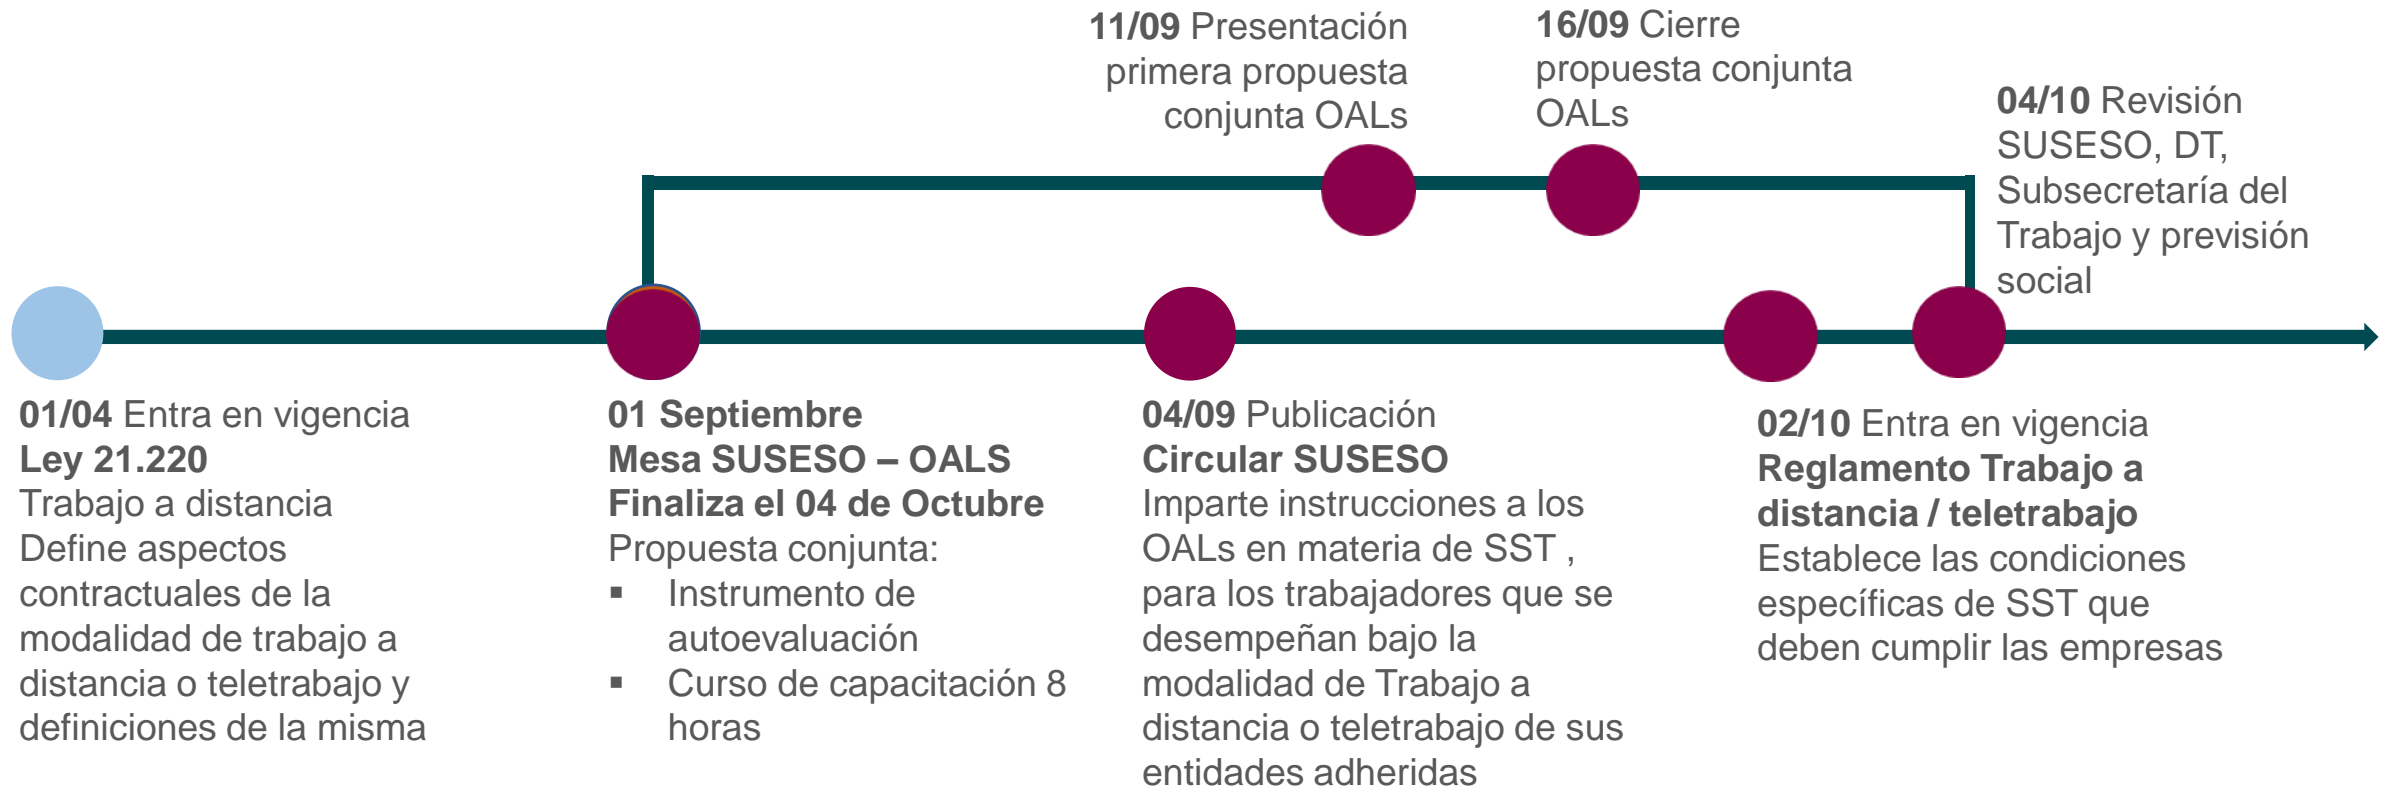 11/09 Presentación
primera propuesta
conjunta OALs
16/09 Cierre
propuesta conjunta
OALs
04/10 Revisión
SUSESO, DT,
Subsecretaría del
Trabajo y previsión
social
01/04 Entra en vigencia
Ley 21.220
Trabajo a distancia
Define aspectos
contractuales de la
modalidad de trabajo a
distancia o teletrabajo y
definiciones de la misma
01 Septiembre
Mesa SUSESO – OALS
Finaliza el 04 de Octubre
Propuesta conjunta:
▪ Instrumento de
autoevaluación
▪ Curso de capacitación 8
horas
04/09 Publicación
Circular SUSESO
Imparte instrucciones a los
OALs en materia de SST ,
para los trabajadores que se
desempeñan bajo la
modalidad de Trabajo a
distancia o teletrabajo de sus
entidades adheridas
02/10 Entra en vigencia
Reglamento Trabajo a
distancia / teletrabajo
Establece las condiciones
específicas de SST que
deben cumplir las empresas